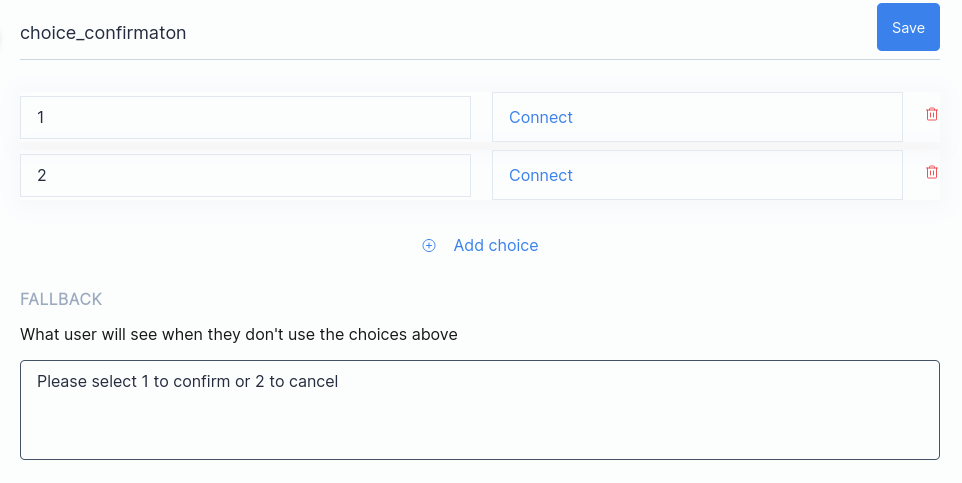 choice_confirmaton
Save
1
Connect
2
Connect
Add choice
FALLBACK
What user will see when they don't use the choices above
Please select 1 to confirm or 2 to cancel